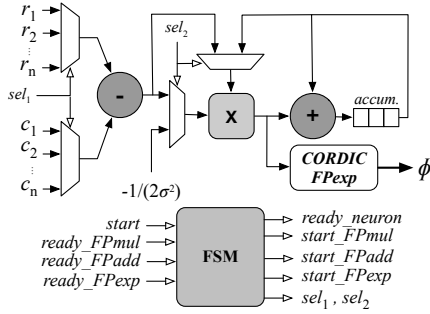 r1
r2
⋮
rn
sel1
c1
c2
⋮
cn
-
sel2
-1/(2σ²)
X
+
accum.
CORDIC
FPexp
ϕ
start
ready_FPmul
ready_FPadd
ready_FPexp
FSM
ready_neuron
start_FPmul
start_FPadd
start_FPexp
sel1 , sel2